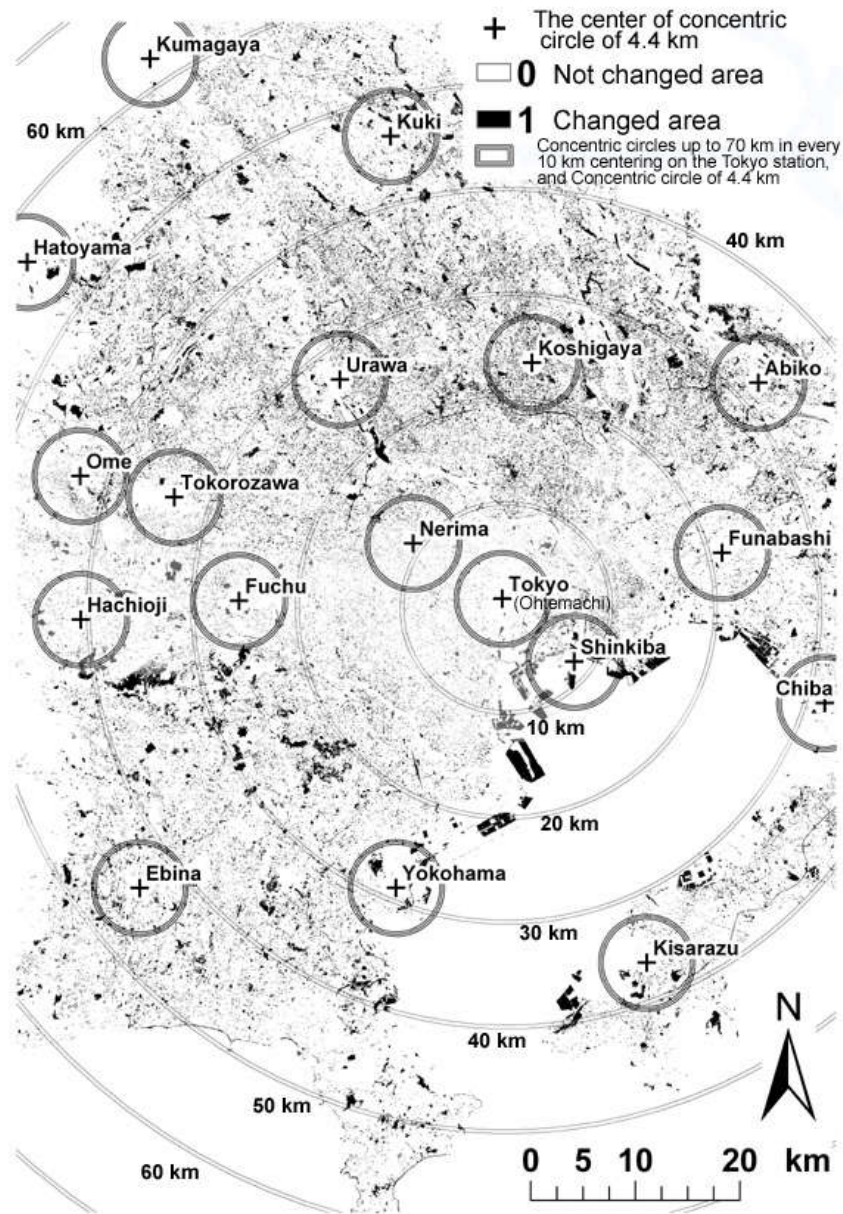 The center of concentric
circle of 4.4 km
0 Not changed area
1 Changed area
Concentric circles up to 70 km in every
10 km centering on the Tokyo station,
and Concentric circle of 4.4 km
Kumagaya
60 km
Kuki
Hatoyama
40 km
Urawa
Koshigaya
Abiko
Ome
Tokorozawa
Nerima
Funabashi
Hachioji
Fuchu
Tokyo
(Ohtemachi)
Shinkiba
Chiba
10 km
20 km
Ebina
Yokohama
30 km
Kisarazu
40 km
N
50 km
60 km
0 5 10 20 km